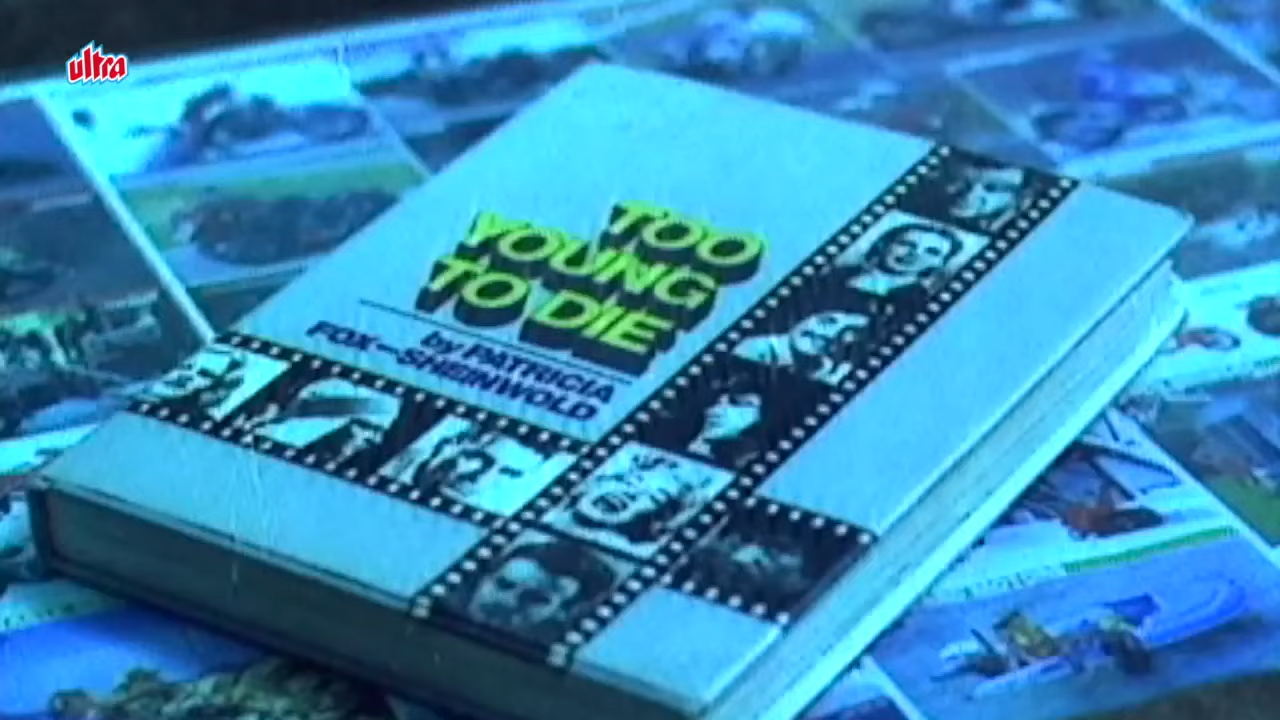 ultra
TOO
YOUNG
TO DIE
by PATRICIA
FOX—SHEINWOLD